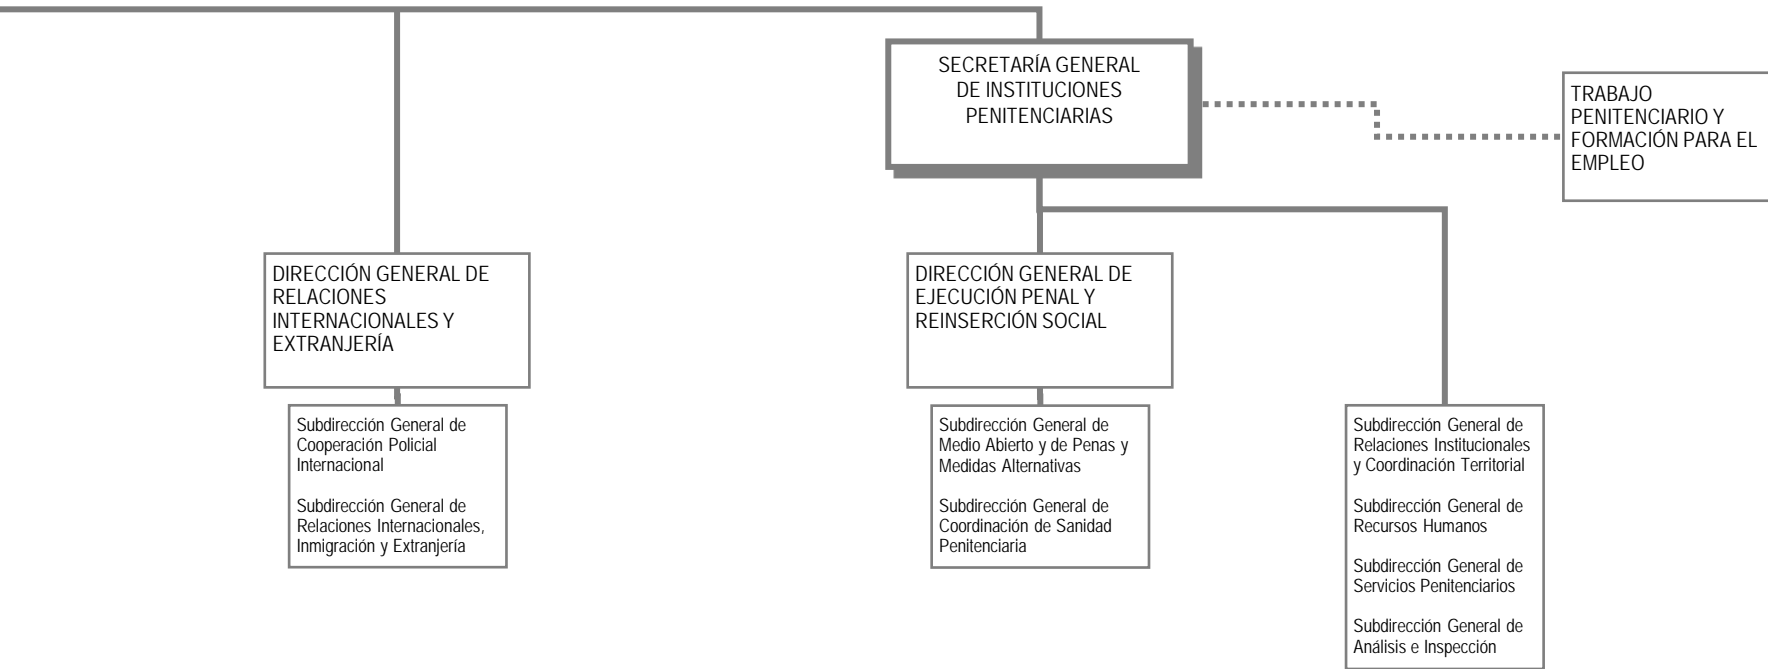 SECRETARÍA GENERAL
DE INSTITUCIONES
PENITENCIARIAS
TRABAJO
PENITENCIARIO Y
FORMACIÓN PARA EL
EMPLEO
DIRECCIÓN GENERAL DE
RELACIONES
INTERNACIONALES Y
EXTRANJERÍA
DIRECCIÓN GENERAL DE
EJECUCIÓN PENAL Y
REINSERCIÓN SOCIAL
Subdirección General de
Cooperación Policial
Internacional
Subdirección General de
Relaciones Internacionales,
Inmigración y Extranjería
Subdirección General de
Medio Abierto y de Penas y
Medidas Alternativas
Subdirección General de
Coordinación de Sanidad
Penitenciaria
Subdirección General de
Relaciones Institucionales
y Coordinación Territorial
Subdirección General de
Recursos Humanos
Subdirección General de
Servicios Penitenciarios
Subdirección General de
Análisis e Inspección